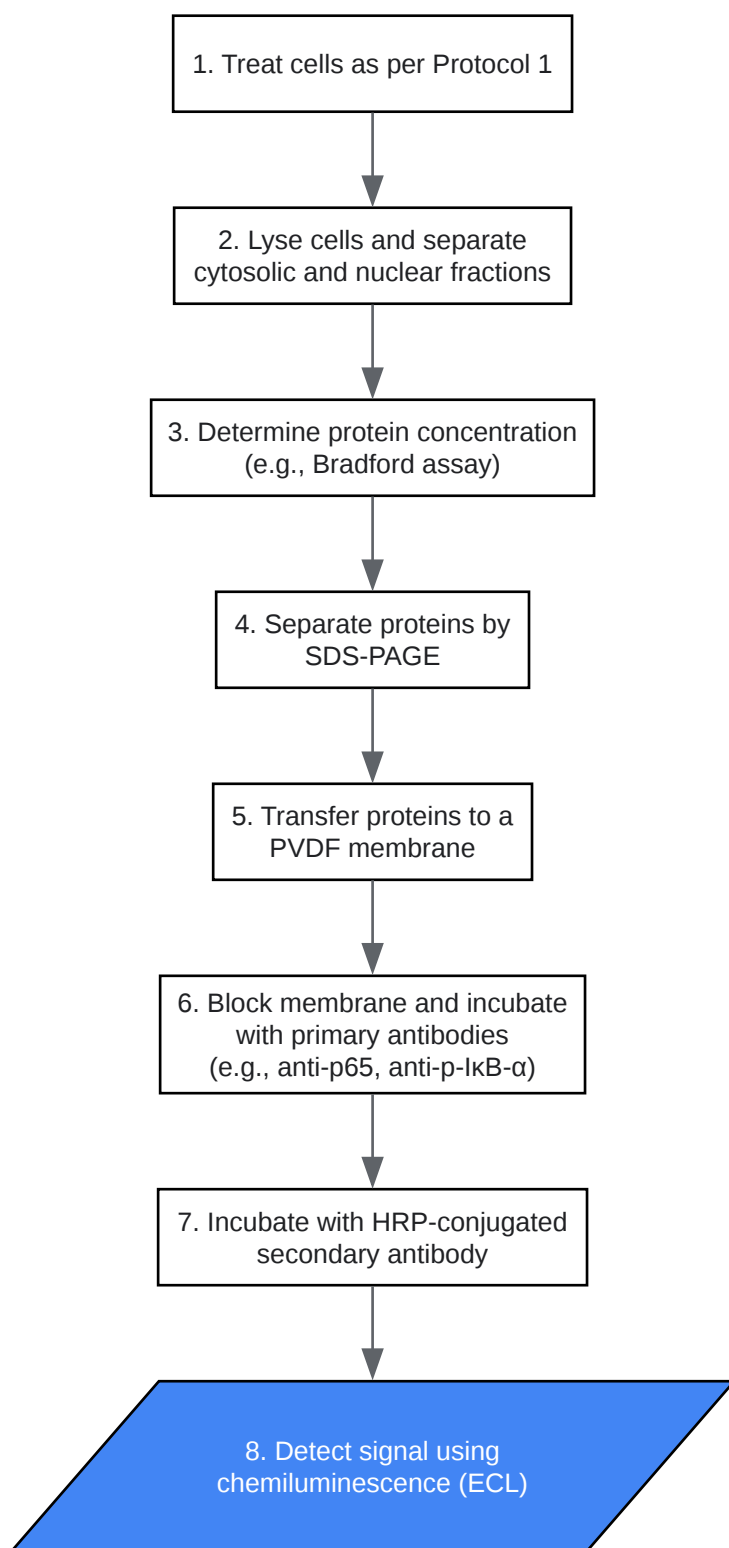 1. Treat cells as per Protocol 1
2. Lyse cells and separate
cytosolic and nuclear fractions
3. Determine protein concentration
(e.g., Bradford assay)
4. Separate proteins by
SDS-PAGE
5. Transfer proteins to a
PVDF membrane
6. Block membrane and incubate
with primary antibodies
(e.g., anti-p65, anti-p-IκB-α)
7. Incubate with HRP-conjugated
secondary antibody
8. Detect signal using
chemiluminescence (ECL)